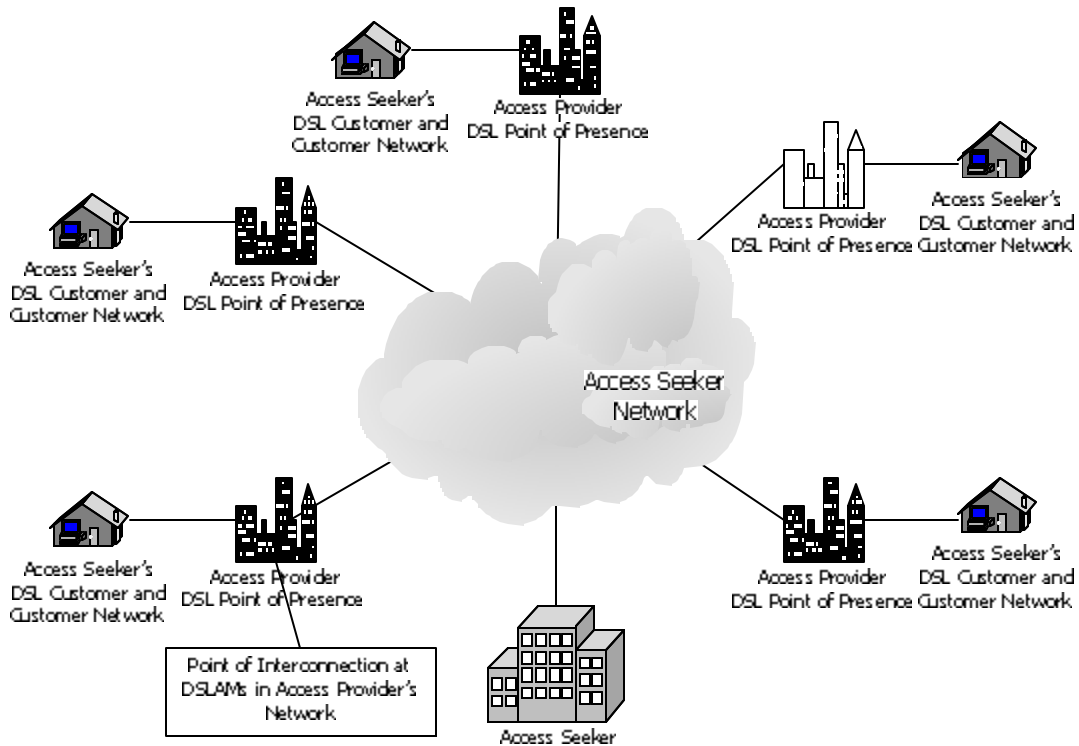 Access Seeker's
DSL Customer and
Customer Network
Access Provider
DSL Point of Presence
Access Provider
DSL Point of Presence
Access Seeker's
DSL Customer and
Customer Network
Access Seeker's
DSL Customer and
Customer Network
Access Provider
DSL Point of Presence
Access Seeker
Network
Access Seeker's
DSL Customer and
Customer Network
Access Provider
DSL Point of Presence
Access Provider
DSL Point of Presence
Access Seeker's
DSL Customer and
Customer Network
Point of Interconnection at
DSLAMs in Access Provider's
Network
Access Seeker